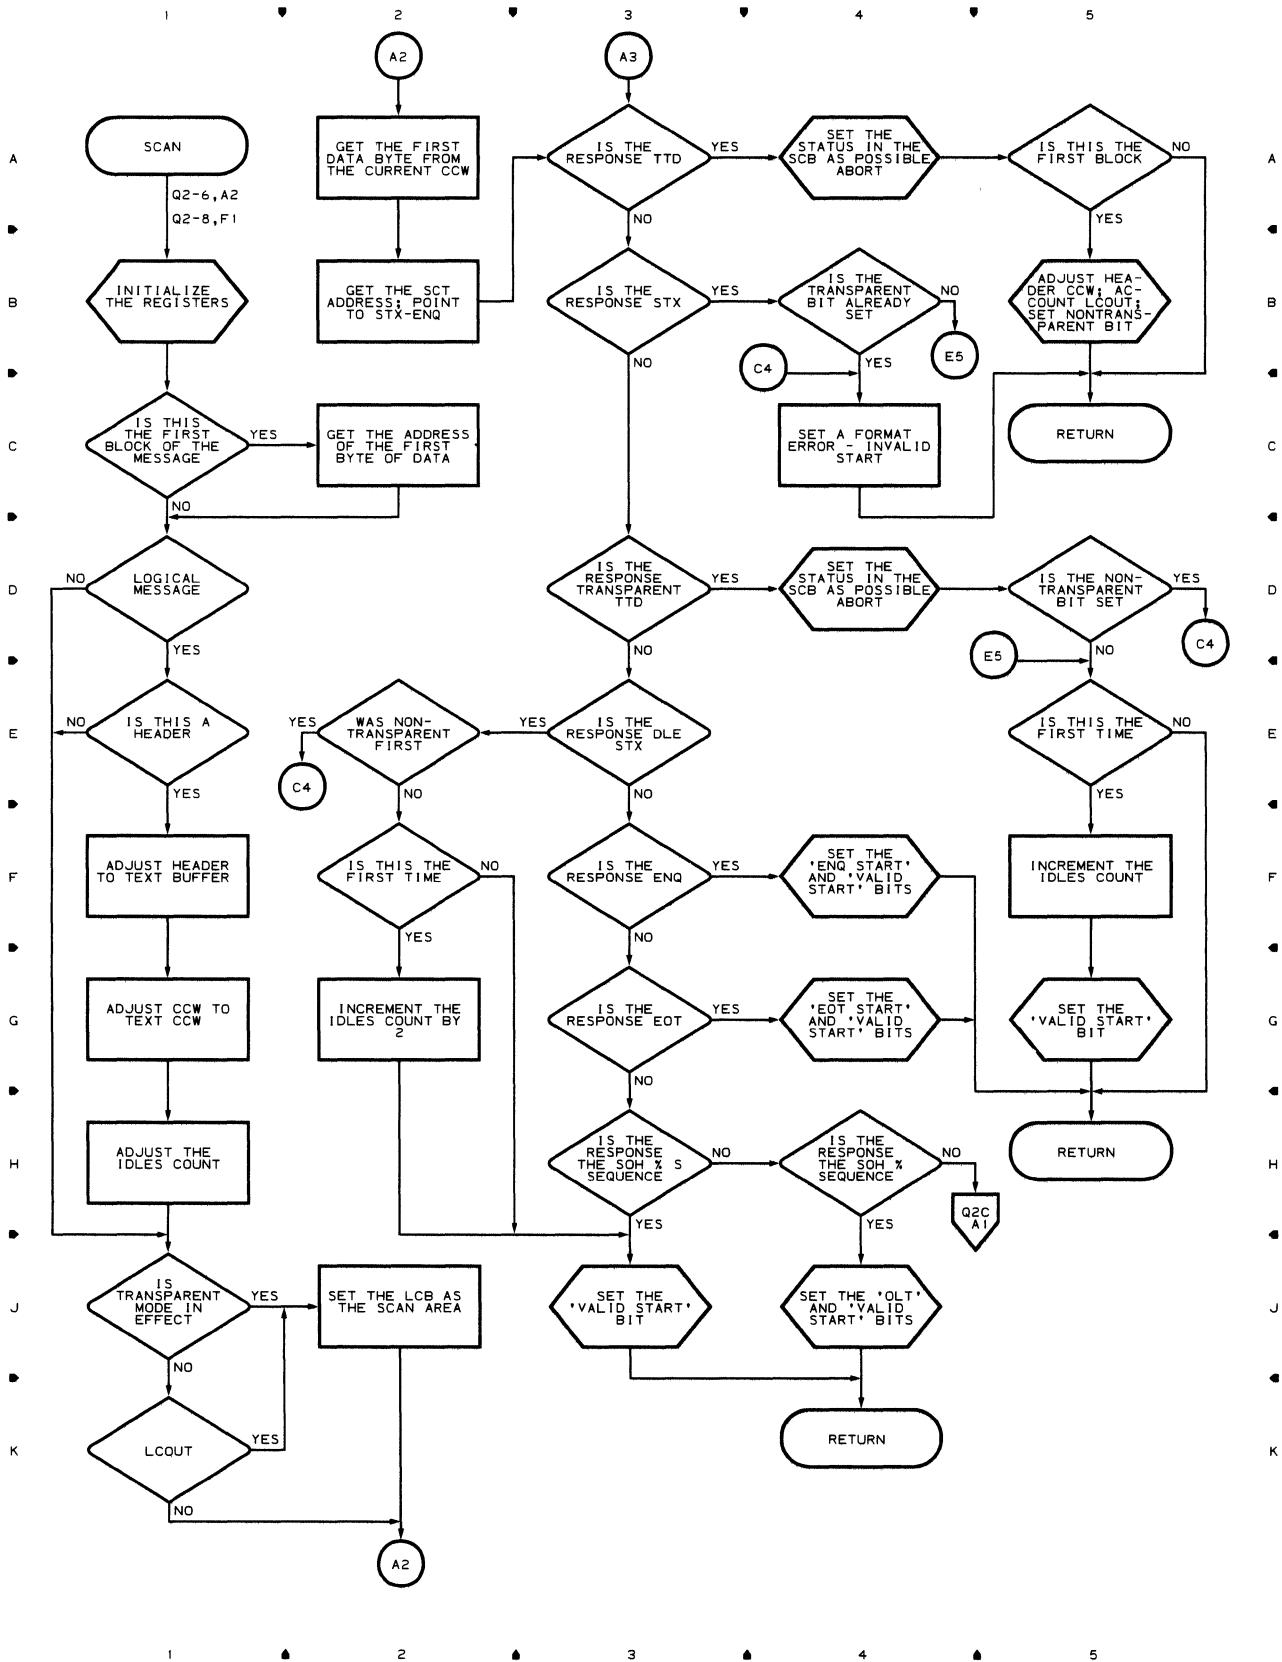 1
2
3
4
5
A2
A3
A
SCAN
Q2-6,A2
Q2-8,F1
GET THE FIRST
DATA BYTE FROM
THE CURRENT CCW
IS THE
RESPONSE TTD
YES
NO
SET THE
STATUS IN THE
SCB AS POSSIBLE
ABORT
IS THIS THE
FIRST BLOCK
NO
YES
A
B
INITIALIZE
THE REGISTERS
GET THE SCT
ADDRESS; POINT
TO STX-ENQ
IS THE
RESPONSE STX
YES
NO
IS THE
TRANSPARENT
BIT ALREADY
SET
NO
E5
YES
C4
ADJUST HEA-
DER CCW; AC-
COUNT LCOUT;
SET NONTRANS-
PARENT BIT
B
C
IS THIS
THE FIRST
BLOCK OF THE
MESSAGE
YES
NO
GET THE ADDRESS
OF THE FIRST
BYTE OF DATA
SET A FORMAT
ERROR - INVALID
START
RETURN
C
D
NO
LOGICAL
MESSAGE
YES
IS THE
RESPONSE
TRANSPARENT
TTD
YES
NO
SET THE
STATUS IN THE
SCB AS POSSIBLE
ABORT
IS THE NON-
TRANSPARENT
BIT SET
YES
C4
NO
E5
D
E
NO
IS THIS A
HEADER
YES
YES
WAS NON-
TRANSPARENT
FIRST
C4
NO
YES
IS THE
RESPONSE DLE
STX
NO
IS THIS THE
FIRST TIME
NO
YES
E
F
ADJUST HEADER
TO TEXT BUFFER
IS THIS THE
FIRST TIME
NO
YES
IS THE
RESPONSE ENQ
YES
NO
SET THE
'ENQ START'
AND 'VALID
START' BITS
INCREMENT THE
IDLES COUNT
F
G
ADJUST CCW TO
TEXT CCW
INCREMENT THE
IDLES COUNT BY
2
IS THE
RESPONSE EOT
YES
NO
SET THE
'EOT START'
AND 'VALID
START' BITS
SET THE
'VALID START'
BIT
G
H
ADJUST THE
IDLES COUNT
IS THE
RESPONSE
THE SOH % S
SEQUENCE
NO
YES
IS THE
RESPONSE
THE SOH %
SEQUENCE
NO
YES
Q2C
A1
RETURN
H
J
IS
TRANSPARENT
MODE IN
EFFECT
YES
NO
SET THE LCB AS
THE SCAN AREA
SET THE
'VALID START'
BIT
SET THE 'OLT'
AND 'VALID
START' BITS
J
K
LCOUT
YES
NO
RETURN
K
A2
1
2
3
4
5